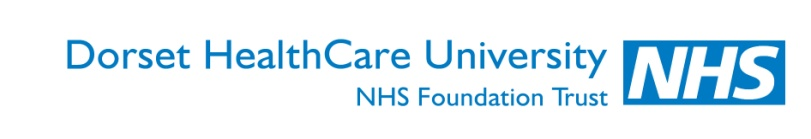 Dorset HealthCare University NHS
NHS Foundation Trust